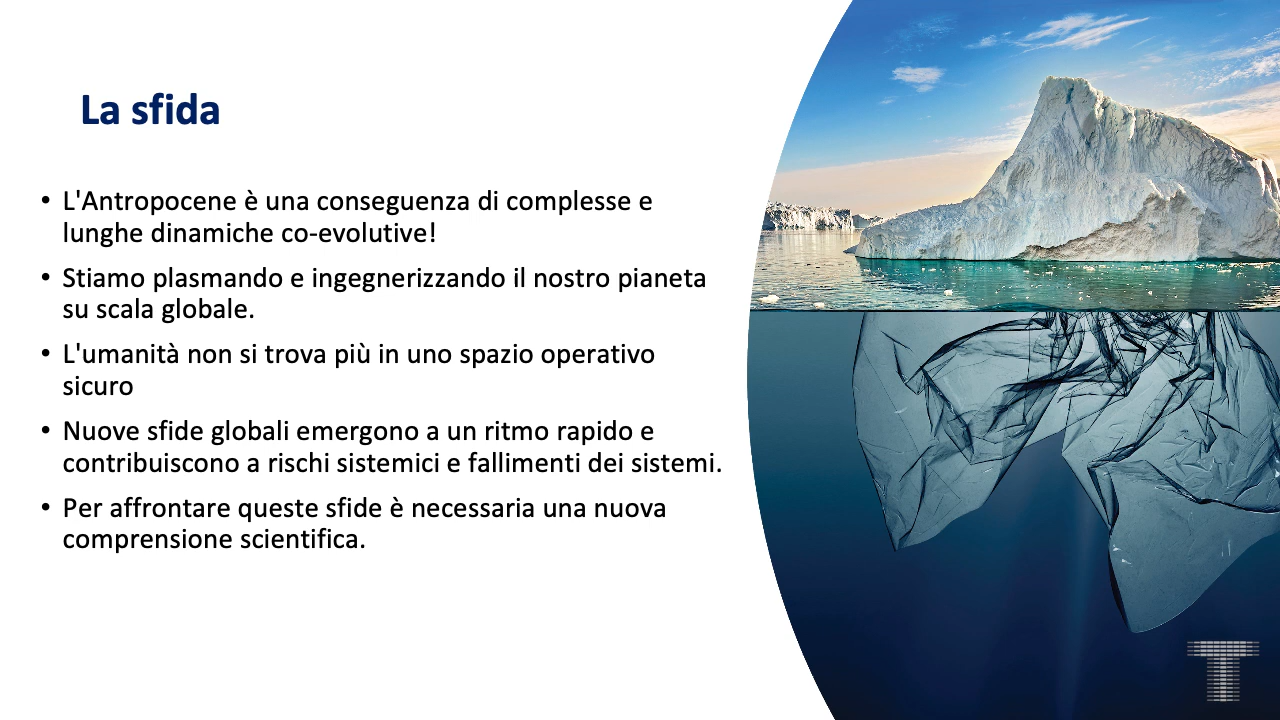 La sfida
• L'Antropocene è una conseguenza di complesse e
lunghe dinamiche co-evolutive!
• Stiamo plasmando e ingegnerizzando il nostro pianeta
su scala globale.
• L'umanità non si trova più in uno spazio operativo
sicuro
• Nuove sfide globali emergono a un ritmo rapido e
contribuiscono a rischi sistemici e fallimenti dei sistemi.
• Per affrontare queste sfide è necessaria una nuova
comprensione scientifica.
T